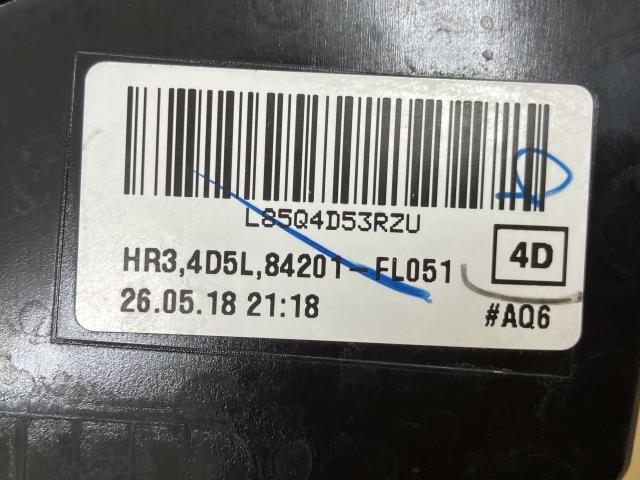 L85Q4D53RZU
HR3,4D5L,84201-FL051
4D
26.05.18 21:18
#AQ6